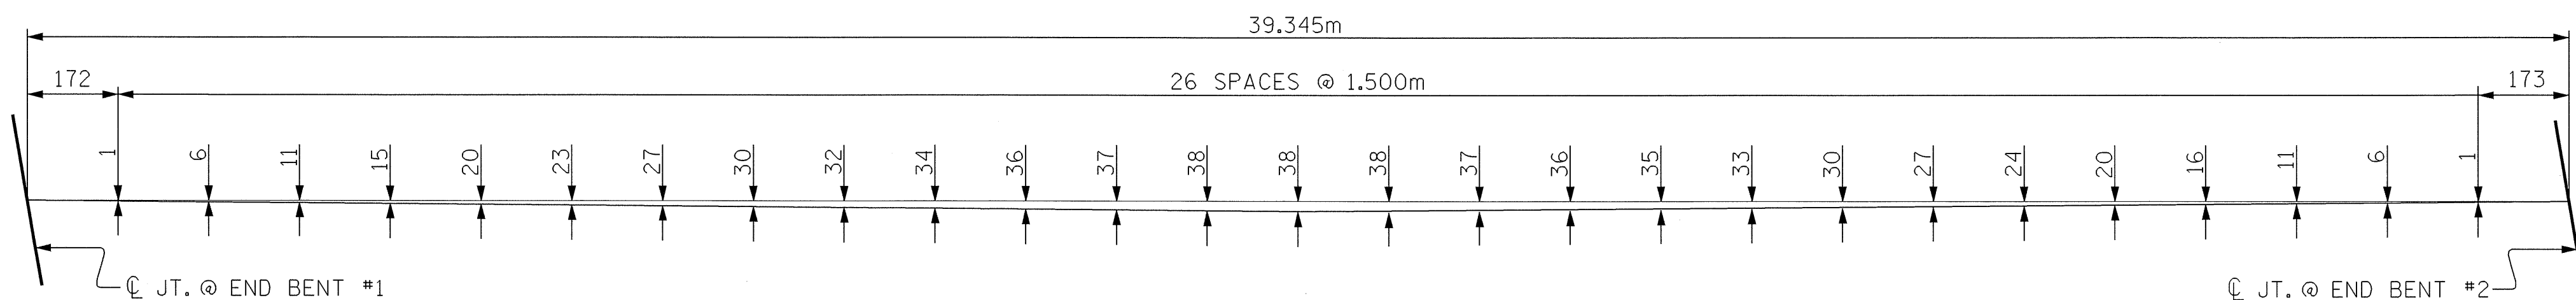 39.345m
172 26 SPACES @ 1.500m 173
1 6 11 15 20 23 27 30 32 34 36 37 38 38 38 37 36 35 33 30 27 24 20 16 11 6 1
℄ JT. @ END BENT #1 ℄ JT. @ END BENT #2